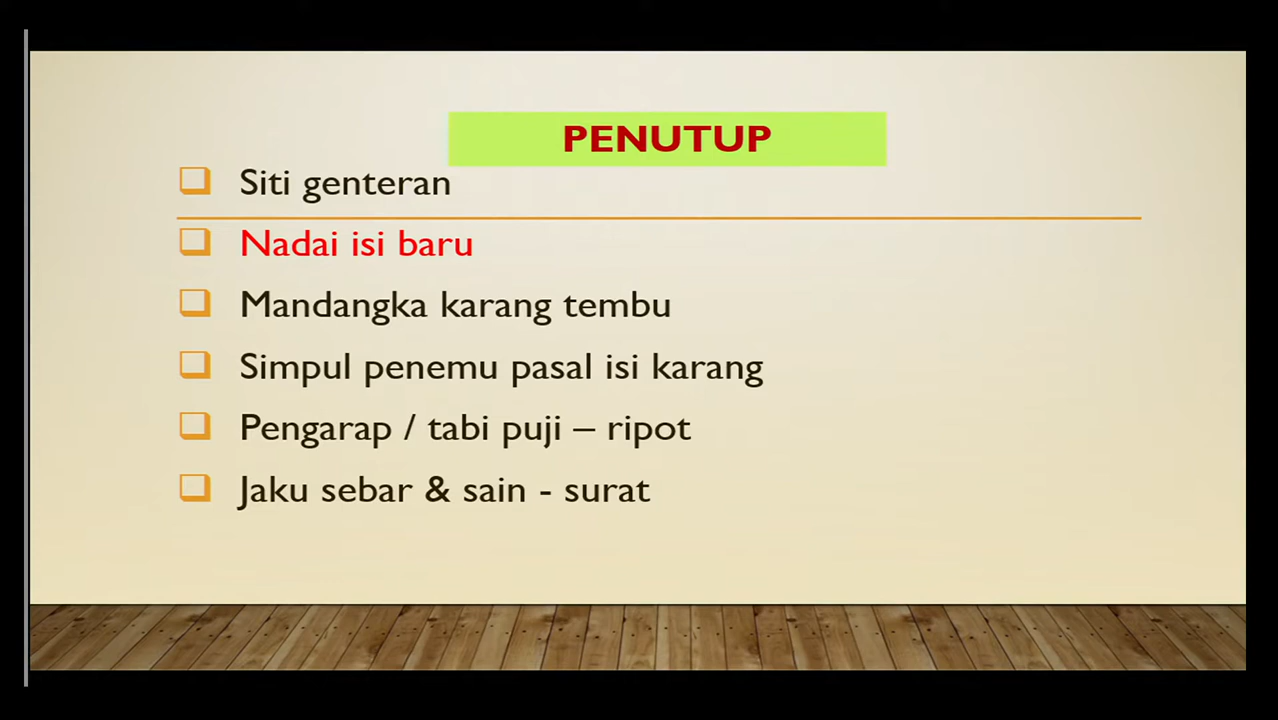 PENUTUP
Siti genteran
Nadai isi baru
Mandangka karang tembu
Simpul penemu pasal isi karang
Pengarap / tabi puji – ripot
Jaku sebar & sain - surat